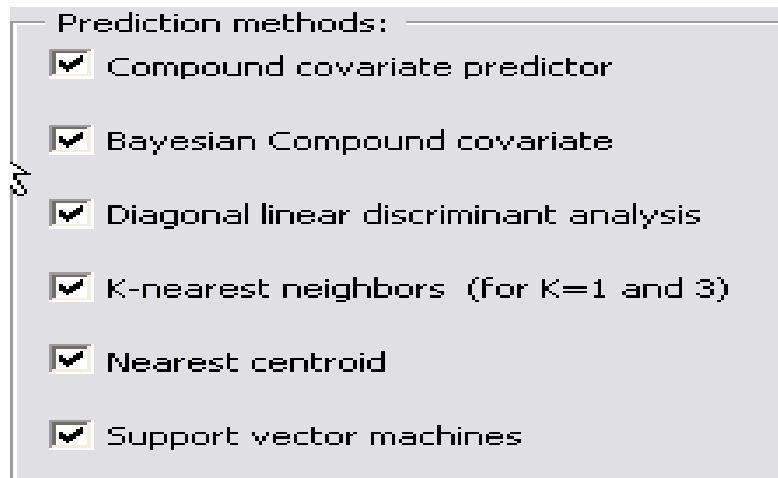 Prediction methods:
Compound covariate predictor
Bayesian Compound covariate
Diagonal linear discriminant analysis
K-nearest neighbors (for K=1 and 3)
Nearest centroid
Support vector machines